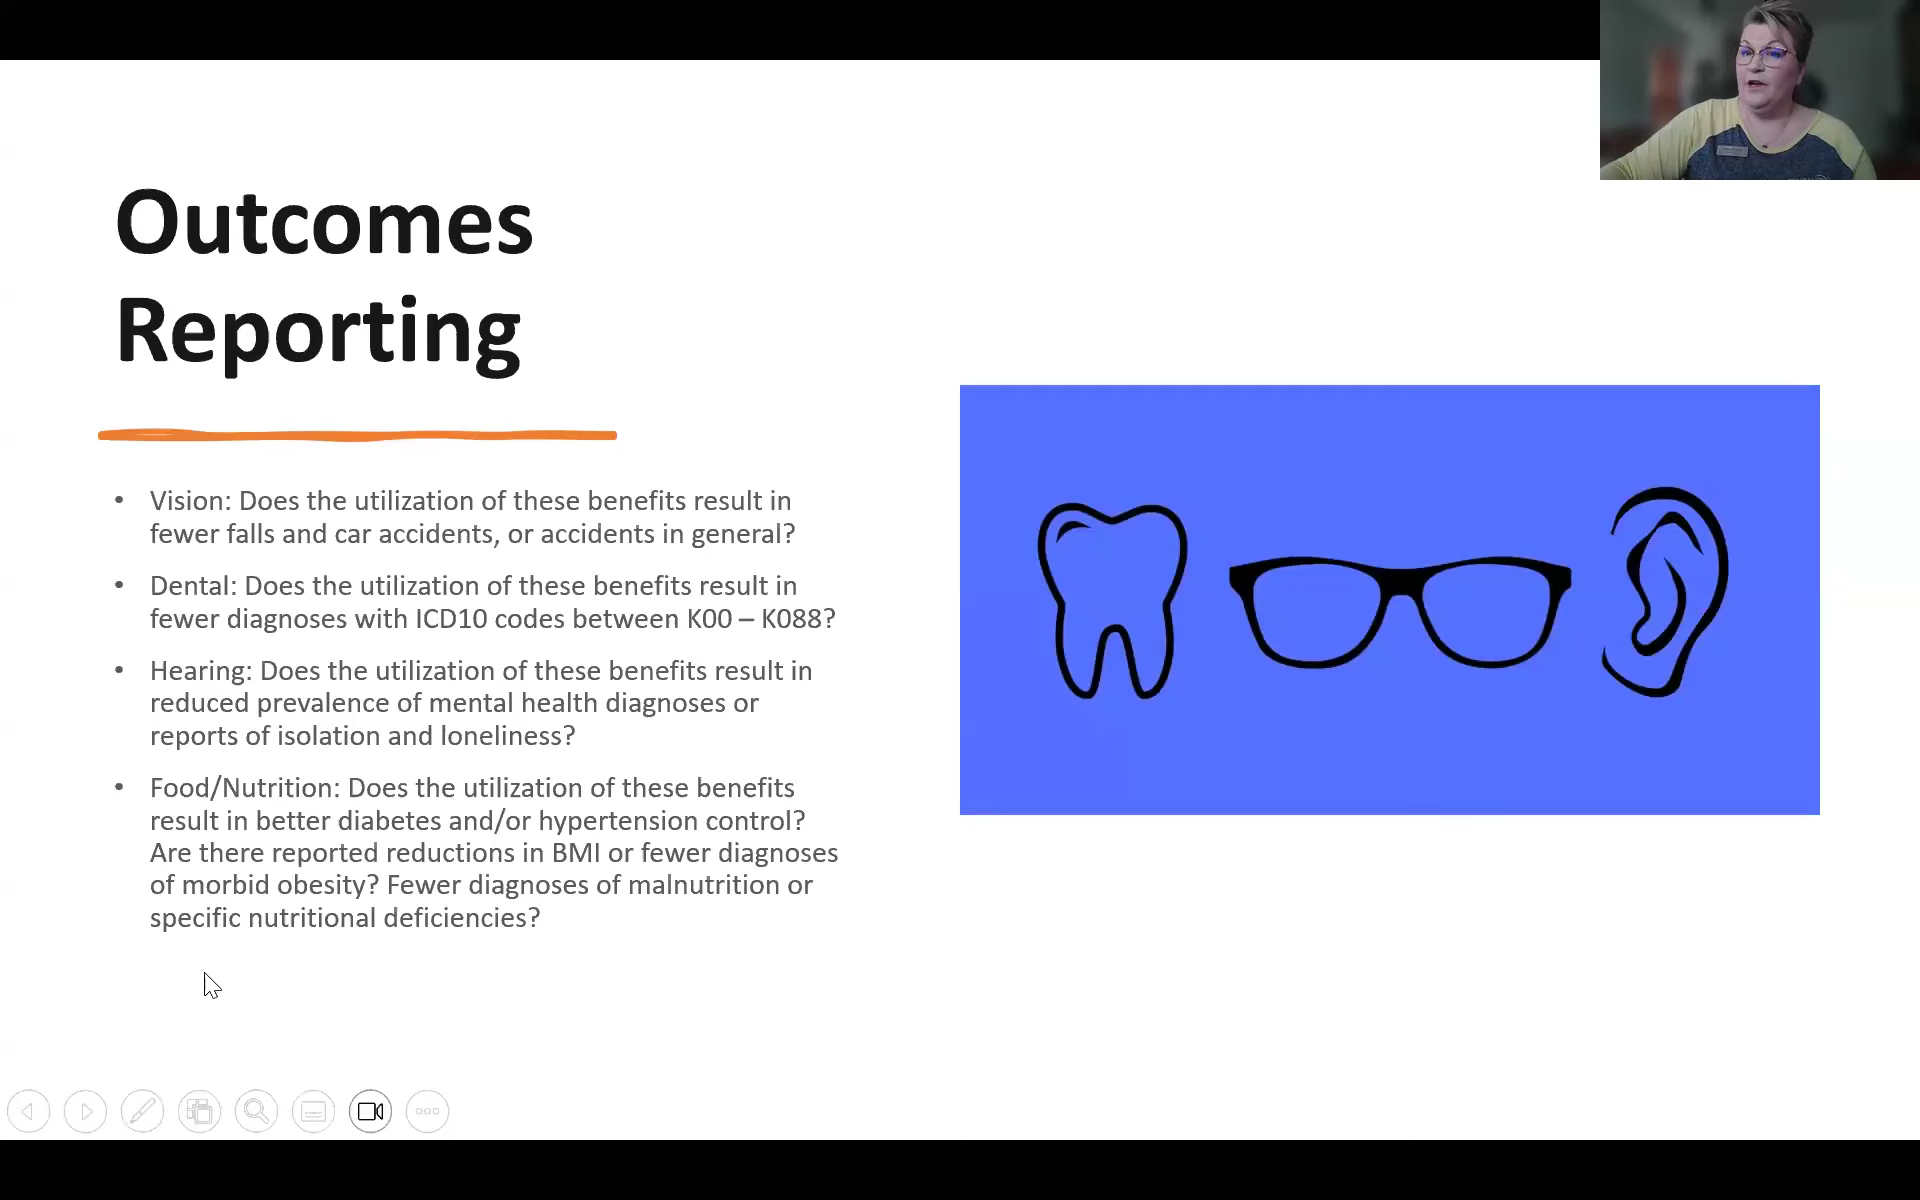 Outcomes
Reporting
• Vision: Does the utilization of these benefits result in
fewer falls and car accidents, or accidents in general?
• Dental: Does the utilization of these benefits result in
fewer diagnoses with ICD10 codes between K00 – K088?
• Hearing: Does the utilization of these benefits result in
reduced prevalence of mental health diagnoses or
reports of isolation and loneliness?
• Food/Nutrition: Does the utilization of these benefits
result in better diabetes and/or hypertension control?
Are there reported reductions in BMI or fewer diagnoses
of morbid obesity? Fewer diagnoses of malnutrition or
specific nutritional deficiencies?